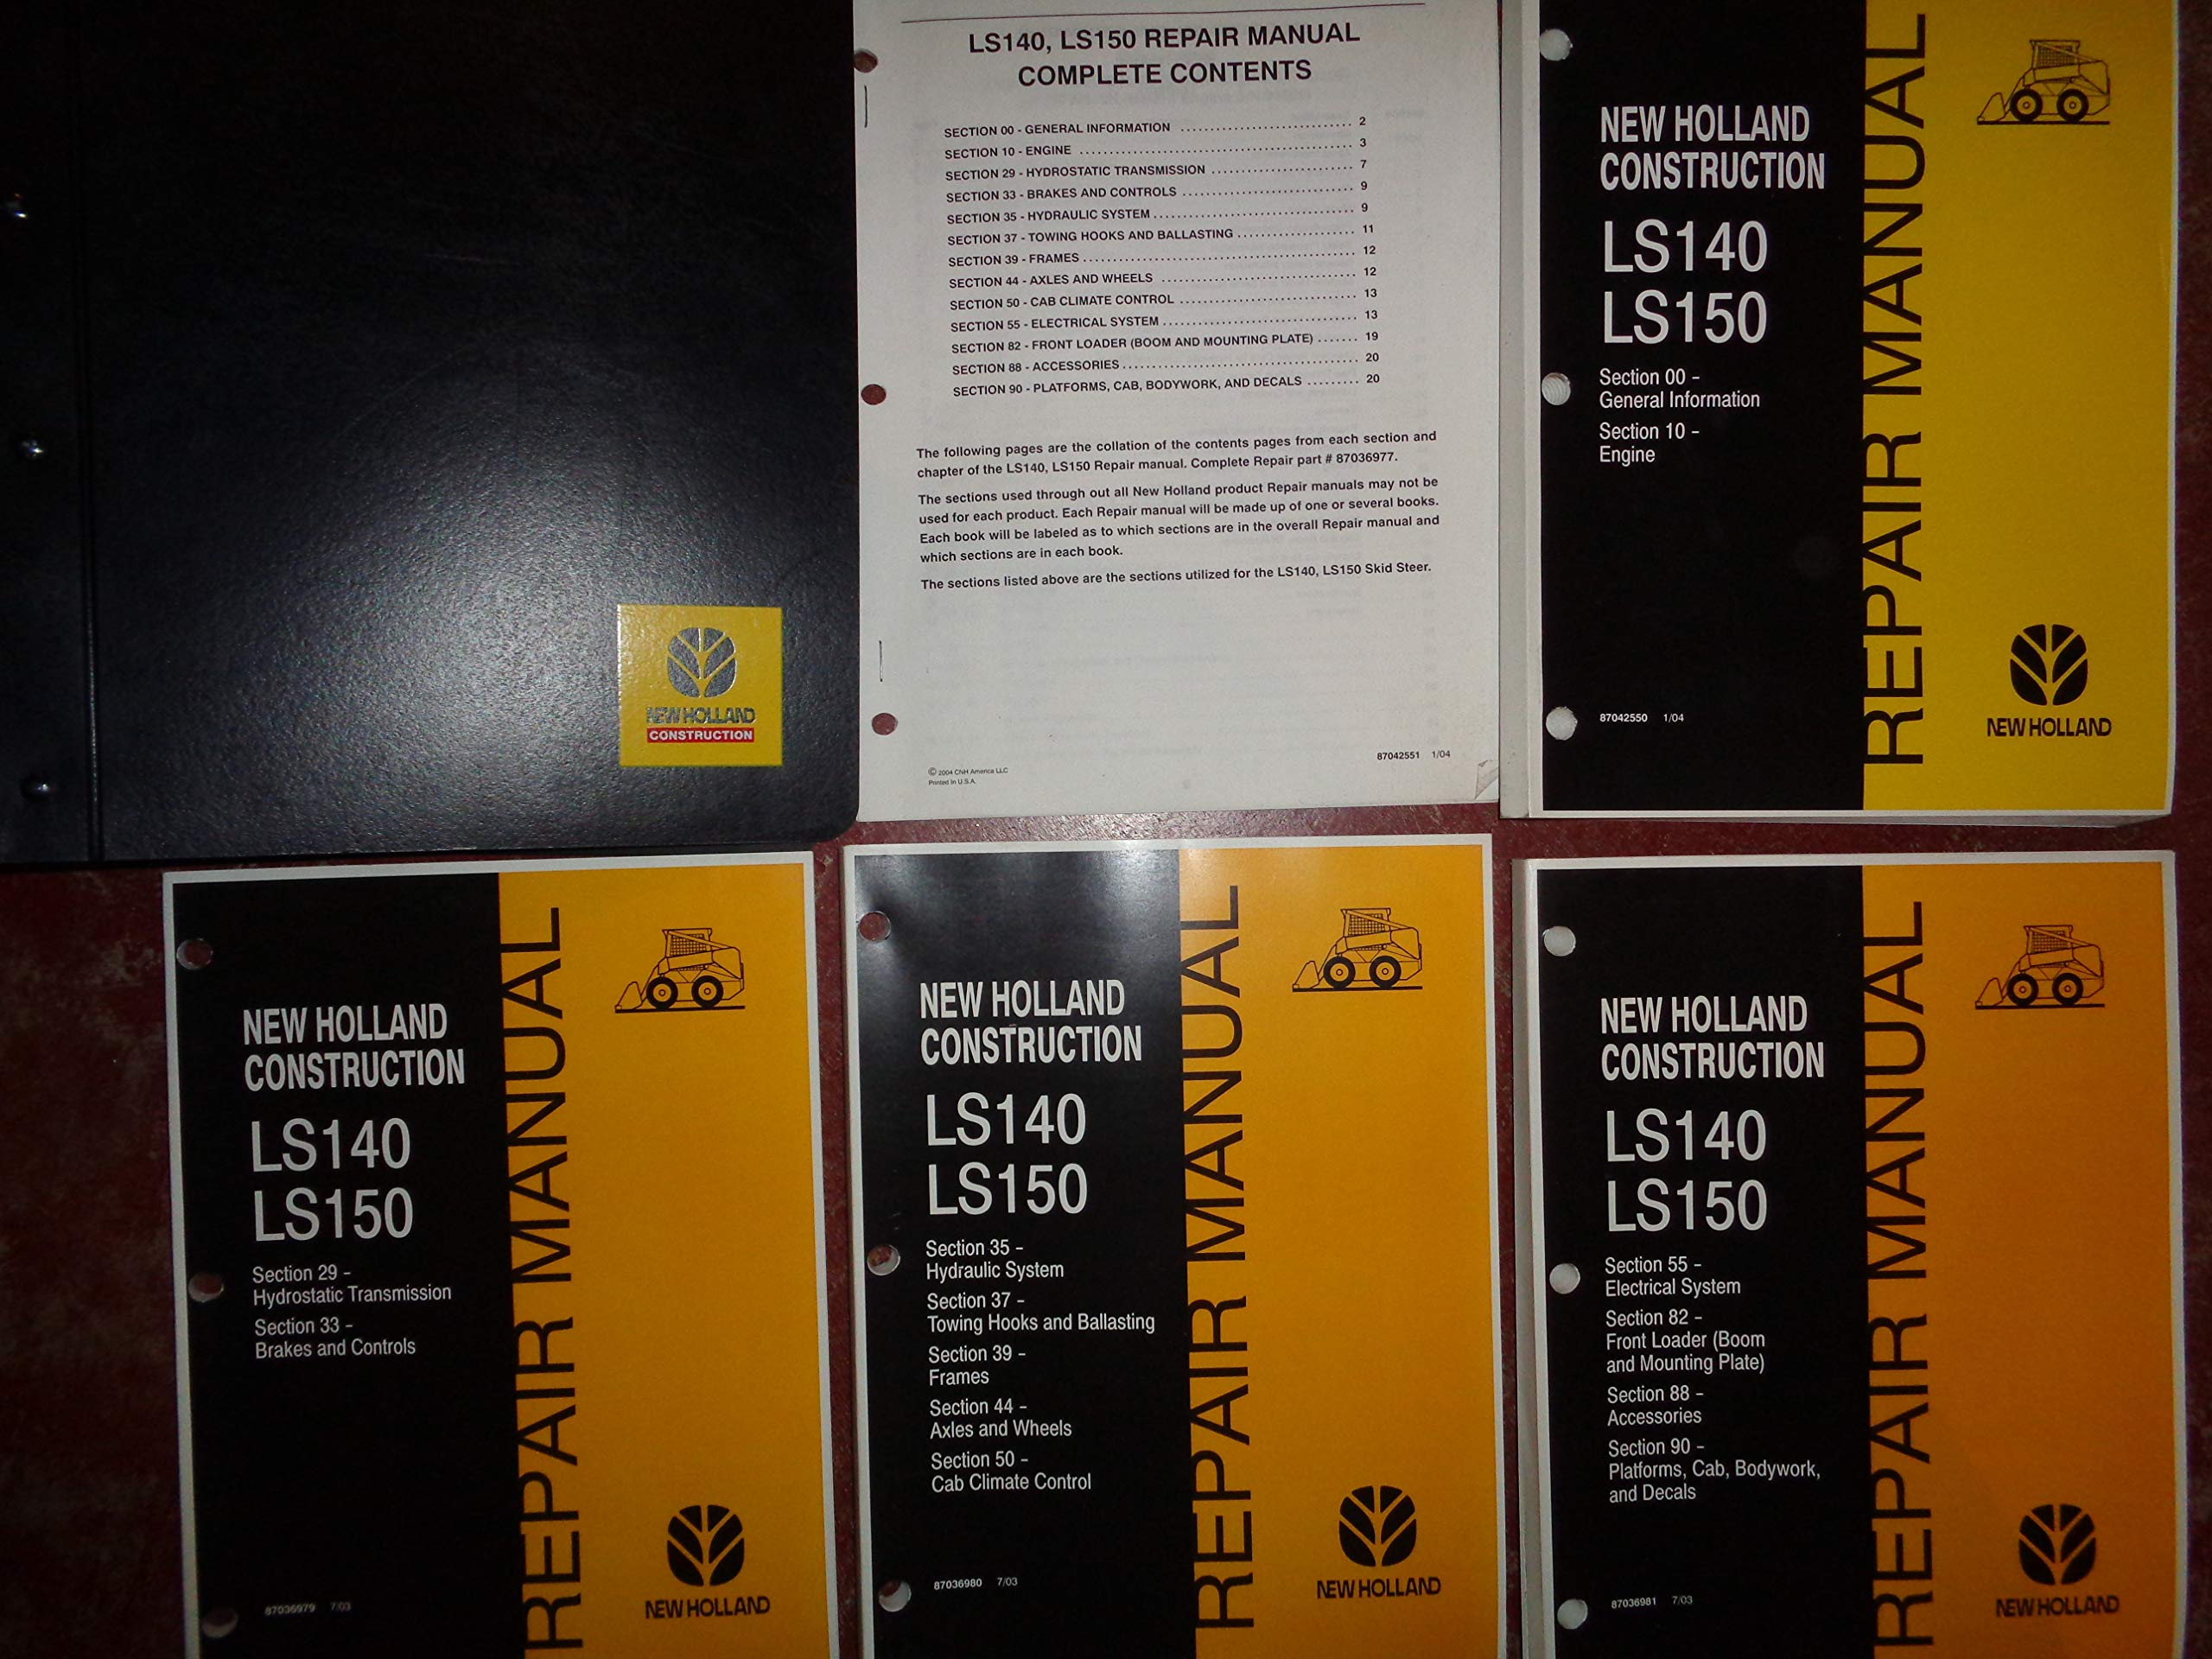 NEW HOLLAND
CONSTRUCTION
LS140, LS150 REPAIR MANUAL
COMPLETE CONTENTS
SECTION 00 - GENERAL INFORMATION ............................ 2
SECTION 10 - ENGINE ............................................. 3
SECTION 29 - HYDROSTATIC TRANSMISSION ........................ 7
SECTION 33 - BRAKES AND CONTROLS ............................ 9
SECTION 35 - HYDRAULIC SYSTEM ................................. 9
SECTION 37 - TOWING HOOKS AND BALLASTING .................... 11
SECTION 39 - FRAMES ............................................. 12
SECTION 44 - AXLES AND WHEELS ................................ 12
SECTION 50 - CAB CLIMATE CONTROL ............................. 13
SECTION 55 - ELECTRICAL SYSTEM ................................ 13
SECTION 82 - FRONT LOADER (BOOM AND MOUNTING PLATE) ....... 19
SECTION 88 - ACCESSORIES ....................................... 20
SECTION 90 - PLATFORMS, CAB, BODYWORK, AND DECALS ......... 20
The following pages are the collation of the contents pages from each section and
chapter of the LS140, LS150 Repair manual. Complete Repair part # 87036977.
The sections used through out all New Holland product Repair manuals may not be
used for each product. Each Repair manual will be made up of one or several books.
Each book will be labeled as to which sections are in the overall Repair manual and
which sections are in each book.
The sections listed above are the sections utilized for the LS140, LS150 Skid Steer.
87042551 1/04
© 2004 CNH America LLC
Printed In U.S.A.
NEW HOLLAND
CONSTRUCTION
LS140
LS150
Section 00 -
General Information
Section 10 -
Engine
87042550 1/04
REPAIR MANUAL
NEW HOLLAND
NEW HOLLAND
CONSTRUCTION
LS140
LS150
Section 29 -
Hydrostatic Transmission
Section 33 -
Brakes and Controls
87036979 7/03
REPAIR MANUAL
NEW HOLLAND
NEW HOLLAND
CONSTRUCTION
LS140
LS150
Section 35 -
Hydraulic System
Section 37 -
Towing Hooks and Ballasting
Section 39 -
Frames
Section 44 -
Axles and Wheels
Section 50 -
Cab Climate Control
87036980 7/03
REPAIR MANUAL
NEW HOLLAND
NEW HOLLAND
CONSTRUCTION
LS140
LS150
Section 55 -
Electrical System
Section 82 -
Front Loader (Boom
and Mounting Plate)
Section 88 -
Accessories
Section 90 -
Platforms, Cab, Bodywork,
and Decals
87036981 7/03
REPAIR MANUAL
NEW HOLLAND